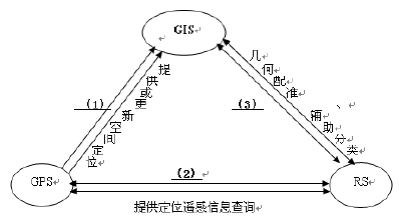 GIS
(1)
提供或更新空间定位
几何配准、辅助分类
(3)
GPS
(2)
RS
提供定位遥感信息查询